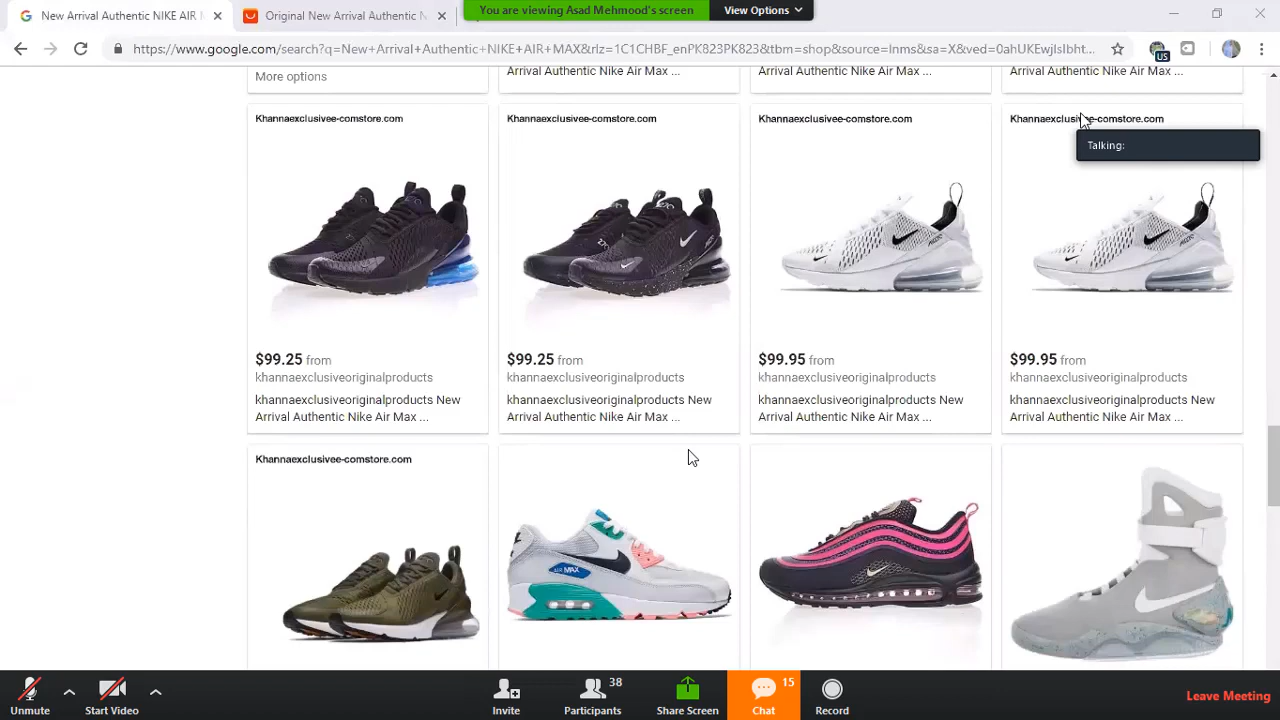 New Arrival Authentic NIKE AIR M
Original New Arrival Authentic N
You are viewing Asad Mehmood's screen
View Options
https://www.google.com/search?q=New+Arrival+Authentic+NIKE+AIR+MAX&rlz=1C1CHBF_enPK823PK823&tbm=shop&source=lnms&sa=X&ved=0ahUKEwjIsIbht...
US
More options
Arrival Authentic Nike Air Max ...
Arrival Authentic Nike Air Max ...
Arrival Authentic Nike Air Max ...
Khannaexclusivee-comstore.com
Khannaexclusivee-comstore.com
Khannaexclusivee-comstore.com
Khannaexclusivee-comstore.com
Talking:
$99.25 from
khannaexclusiveoriginalproducts
khannaexclusiveoriginalproducts New
Arrival Authentic Nike Air Max ...
$99.25 from
khannaexclusiveoriginalproducts
khannaexclusiveoriginalproducts New
Arrival Authentic Nike Air Max ...
$99.95 from
khannaexclusiveoriginalproducts
khannaexclusiveoriginalproducts New
Arrival Authentic Nike Air Max ...
$99.95 from
khannaexclusiveoriginalproducts
khannaexclusiveoriginalproducts New
Arrival Authentic Nike Air Max ...
Khannaexclusivee-comstore.com
AIR MAX
Unmute
Start Video
Invite
38
Participants
Share Screen
15
Chat
Record
Leave Meeting